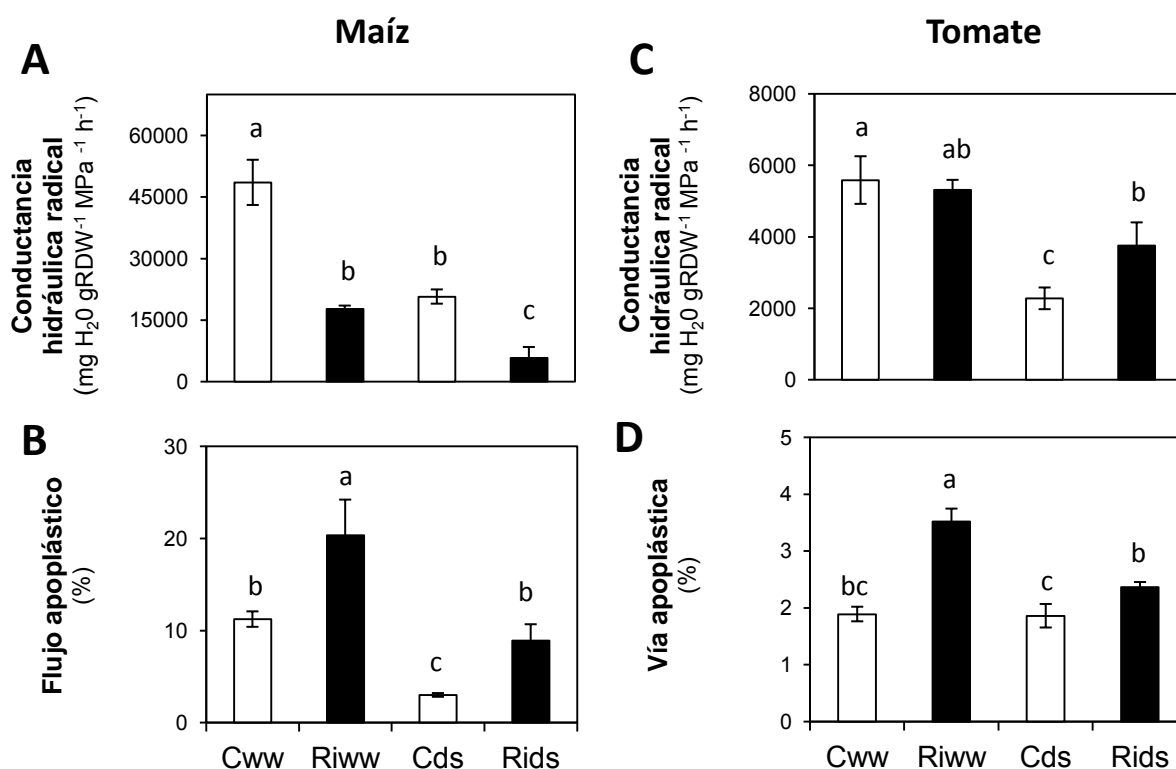 Maíz
Tomate
A
Conductancia
hidráulica radical
(mg H₂0 gRDW⁻¹ MPa ⁻¹ h⁻¹)
60000
45000
30000
15000
0
a
b
b
c
C
Conductancia
hidráulica radical
(mg H₂0 gRDW⁻¹ MPa ⁻¹ h⁻¹)
8000
6000
4000
2000
0
a
ab
c
b
B
Flujo apoplástico
(%)
30
20
10
0
b
a
c
b
Cww Riww Cds Rids
D
Vía apoplástica
(%)
5
4
3
2
1
0
bc
a
c
b
Cww Riww Cds Rids